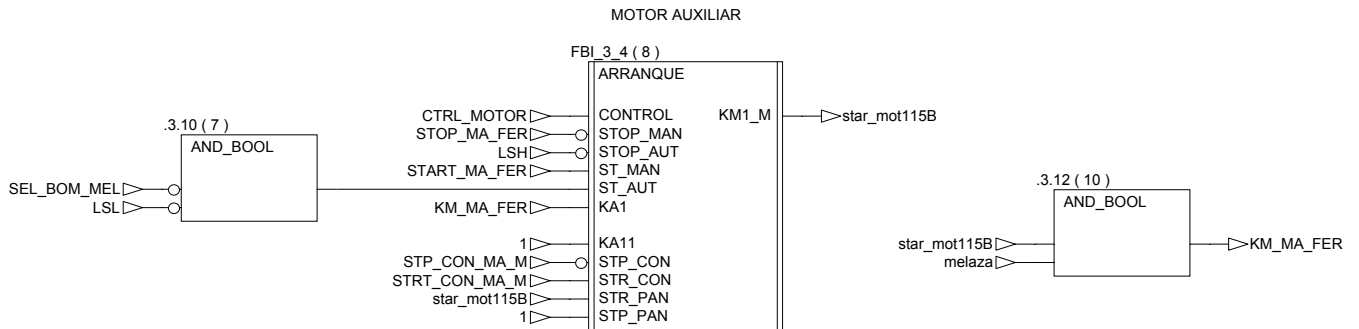 MOTOR AUXILIAR
FBI_3_4 ( 8 )
ARRANQUE
CTRL_MOTOR CONTROL KM1_M star_mot115B
.3.10 ( 7 )
STOP_MA_FER STOP_MAN
AND_BOOL
LSH STOP_AUT
START_MA_FER ST_MAN
.3.12 ( 10 )
SEL_BOM_MEL ST_AUT
AND_BOOL
LSL
KM_MA_FER KA1
1 KA11
star_mot115B KM_MA_FER
STP_CON_MA_M STP_CON
melaza
STRT_CON_MA_M STR_CON
star_mot115B STR_PAN
1 STP_PAN